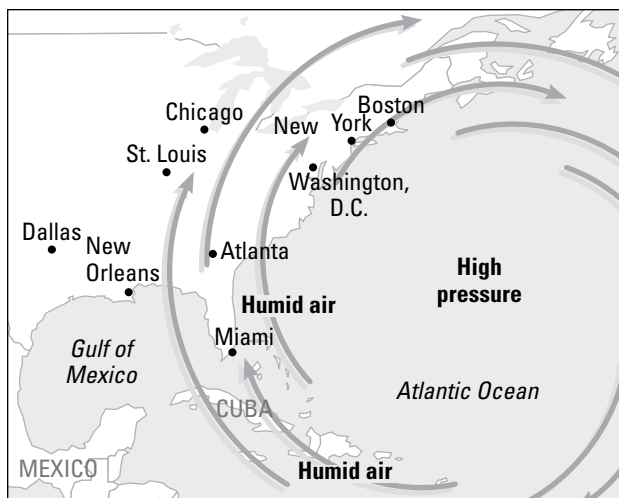 Chicago
Boston
New York
St. Louis
Washington,
D.C.
Dallas
New
Orleans
Atlanta
High
pressure
Humid air
Miami
Gulf of
Mexico
Atlantic Ocean
CUBA
MEXICO
Humid air